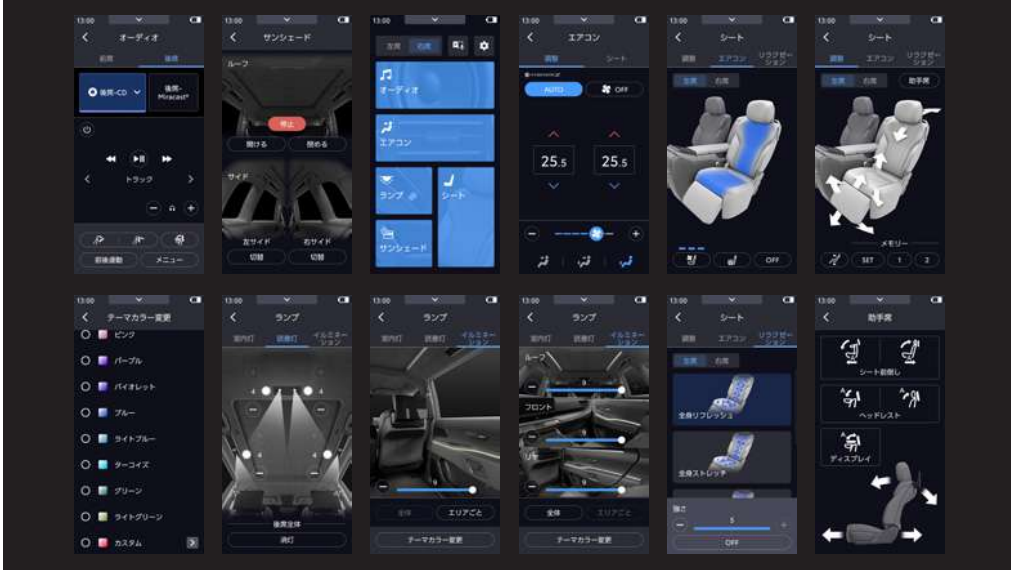 13:00
オーディオ
前席
後席
後席-CD
後席-
Miracast®
トラック
前後連動
メニュー
13:00
サンシェード
ルーフ
停止
開ける
閉める
サイド
左サイド
右サイド
切替
切替
13:00
左席
右席
オーディオ
エアコン
ランプ
シート
サンシェード
13:00
エアコン
調整
シート
AUTO
OFF
25.5
25.5
13:00
シート
調整
エアコン
リラクゼー
ション
左席
右席
OFF
13:00
シート
調整
エアコン
リラクゼー
ション
左席
右席
助手席
メモリー
SET
1
2
13:00
テーマカラー変更
ピンク
パープル
バイオレット
ブルー
ライトブルー
ターコイズ
グリーン
ライトグリーン
カスタム
13:00
ランプ
室内灯
読書灯
イルミネー
ション
4
4
4
4
後席全体
消灯
13:00
ランプ
室内灯
読書灯
イルミネー
ション
9
全体
エリアごと
テーマカラー変更
13:00
ランプ
室内灯
読書灯
イルミネー
ション
ルーフ
9
フロント
9
リヤ
9
全体
エリアごと
テーマカラー変更
13:00
シート
調整
エアコン
リラクゼー
ション
左席
右席
全身リフレッシュ
全身ストレッチ
強さ
5
OFF
13:00
助手席
シート前倒し
A
A
ヘッドレスト
A
ディスプレイ